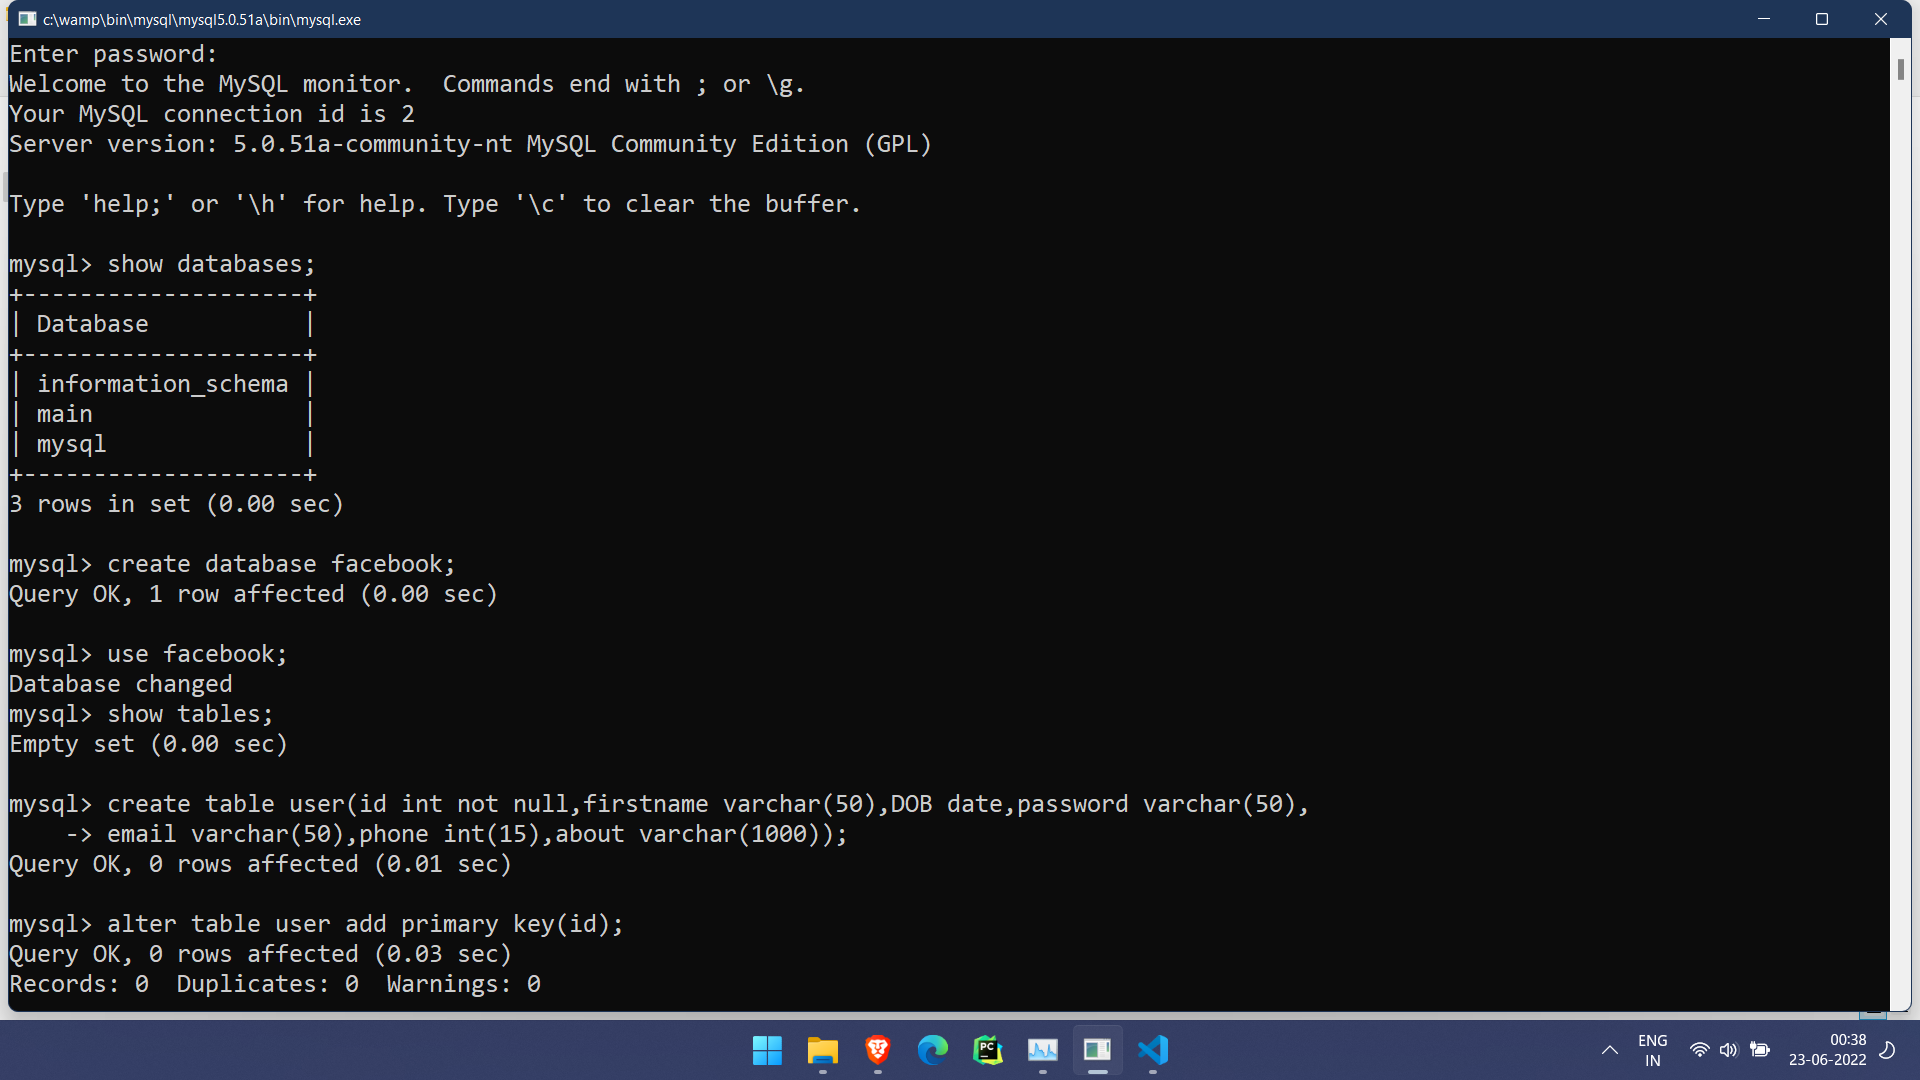 c:\wamp\bin\mysql\mysql5.0.51a\bin\mysql.exe
Enter password:
Welcome to the MySQL monitor.  Commands end with ; or \g.
Your MySQL connection id is 2
Server version: 5.0.51a-community-nt MySQL Community Edition (GPL)
Type 'help;' or '\h' for help. Type '\c' to clear the buffer.
mysql> show databases;
+--------------------+
| Database           |
+--------------------+
| information_schema |
| main               |
| mysql              |
+--------------------+
3 rows in set (0.00 sec)
mysql> create database facebook;
Query OK, 1 row affected (0.00 sec)
mysql> use facebook;
Database changed
mysql> show tables;
Empty set (0.00 sec)
mysql> create table user(id int not null,firstname varchar(50),DOB date,password varchar(50),
    -> email varchar(50),phone int(15),about varchar(1000));
Query OK, 0 rows affected (0.01 sec)
mysql> alter table user add primary key(id);
Query OK, 0 rows affected (0.03 sec)
Records: 0  Duplicates: 0  Warnings: 0
PC
ENG
IN
00:38
23-06-2022